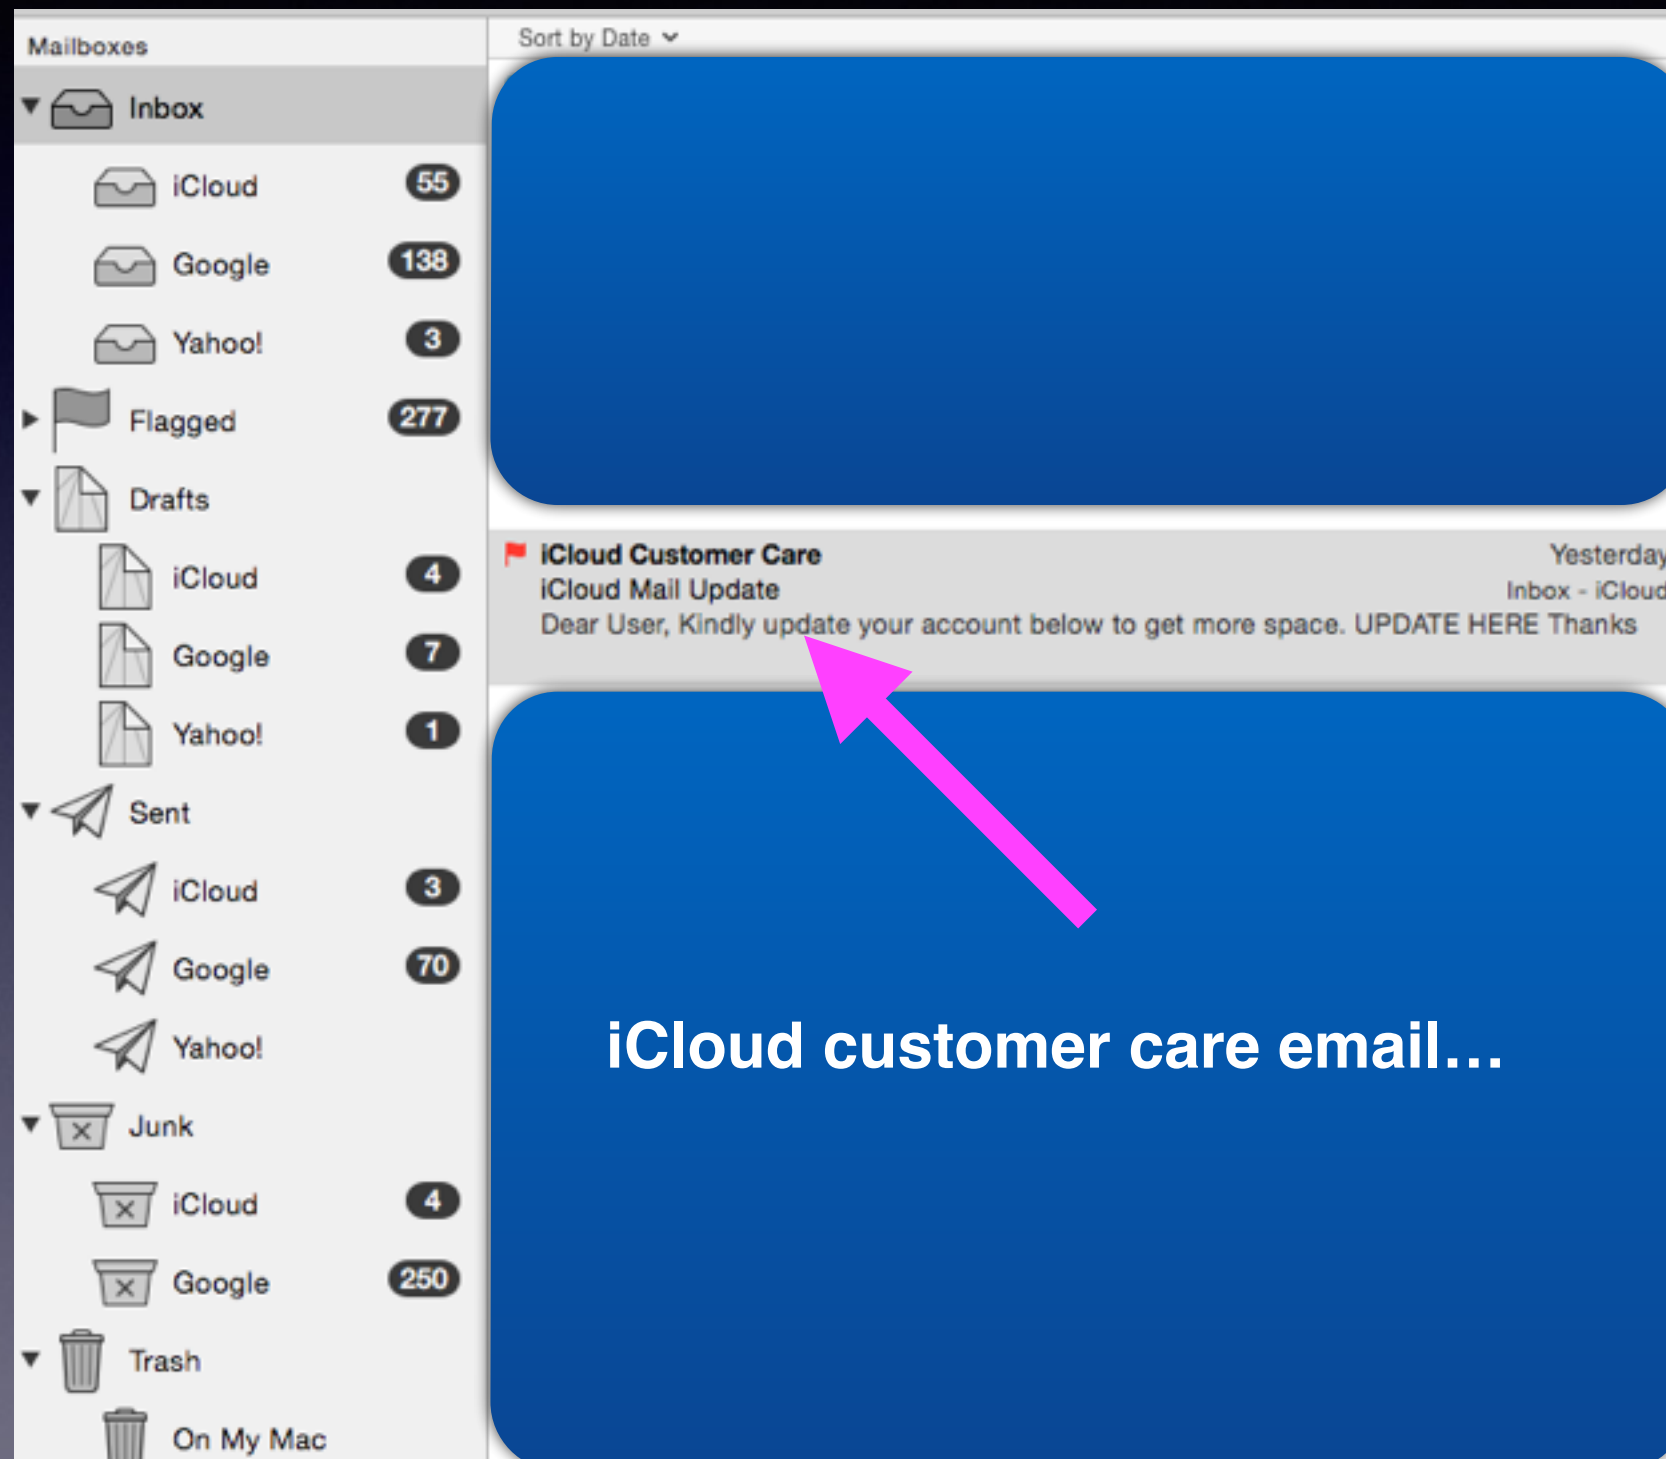 Mailboxes
Inbox
iCloud 55
Google 138
Yahoo! 3
Flagged 277
Drafts
iCloud 4
Google 7
Yahoo! 1
Sent
iCloud 3
Google 70
Yahoo!
Junk
iCloud 4
Google 250
Trash
On My Mac
Sort by Date
iCloud Customer Care Yesterday
iCloud Mail Update Inbox - iCloud
Dear User, Kindly update your account below to get more space. UPDATE HERE Thanks
iCloud customer care email…